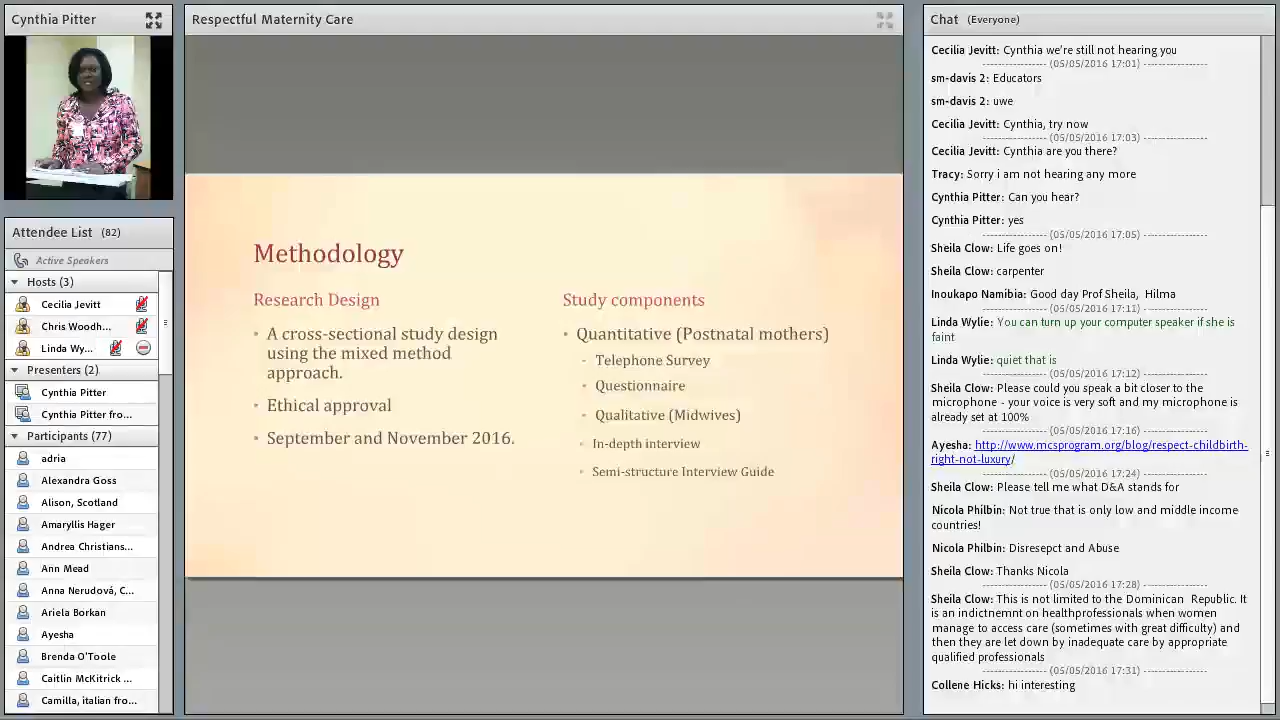 Cynthia Pitter
Attendee List (82)
Active Speakers
Hosts (3)
Cecilia Jevitt
Chris Woodh...
Linda Wy...
Presenters (2)
Cynthia Pitter
Cynthia Pitter fro...
Participants (77)
adria
Alexandra Goss
Alison, Scotland
Amaryllis Hager
Andrea Christians...
Ann Mead
Anna Nerudová, C...
Ariela Borkan
Ayesha
Brenda O'Toole
Caitlin McKitrick ...
Camilla, italian fro...
Respectful Maternity Care
Methodology
Research Design
A cross-sectional study design
using the mixed method
approach.
Ethical approval
September and November 2016.
Study components
Quantitative (Postnatal mothers)
Telephone Survey
Questionnaire
Qualitative (Midwives)
In-depth interview
Semi-structure Interview Guide
Chat (Everyone)
Cecilia Jevitt: Cynthia we're still not hearing you
------------------ (05/05/2016 17:01) ------------------
sm-davis 2: Educators
sm-davis 2: uwe
Cecilia Jevitt: Cynthia, try now
------------------ (05/05/2016 17:03) ------------------
Cecilia Jevitt: Cynthia are you there?
Tracy: Sorry i am not hearing any more
Cynthia Pitter: Can you hear?
Cynthia Pitter: yes
------------------ (05/05/2016 17:05) ------------------
Sheila Clow: Life goes on!
Sheila Clow: carpenter
Inoukapo Namibia: Good day Prof Sheila, Hilma
------------------ (05/05/2016 17:11) ------------------
Linda Wylie: You can turn up your computer speaker if she is
faint
Linda Wylie: quiet that is
------------------ (05/05/2016 17:12) ------------------
Sheila Clow: Please could you speak a bit closer to the
microphone - your voice is very soft and my microphone is
already set at 100%
------------------ (05/05/2016 17:16) ------------------
Ayesha: http://www.mcsprogram.org/blog/respect-childbirth-
right-not-luxury/
------------------ (05/05/2016 17:24) ------------------
Sheila Clow: Please tell me what D&A stands for
Nicola Philbin: Not true that is only low and middle income
countries!
Nicola Philbin: Disresepct and Abuse
Sheila Clow: Thanks Nicola
------------------ (05/05/2016 17:28) ------------------
Sheila Clow: This is not limited to the Dominican Republic. It
is an indictnemnt on healthprofessionals when women
manage to access care (sometimes with great difficulty) and
then they are let down by inadequate care by appropriate
qualified professionals
------------------ (05/05/2016 17:31) ------------------
Collene Hicks: hi interesting